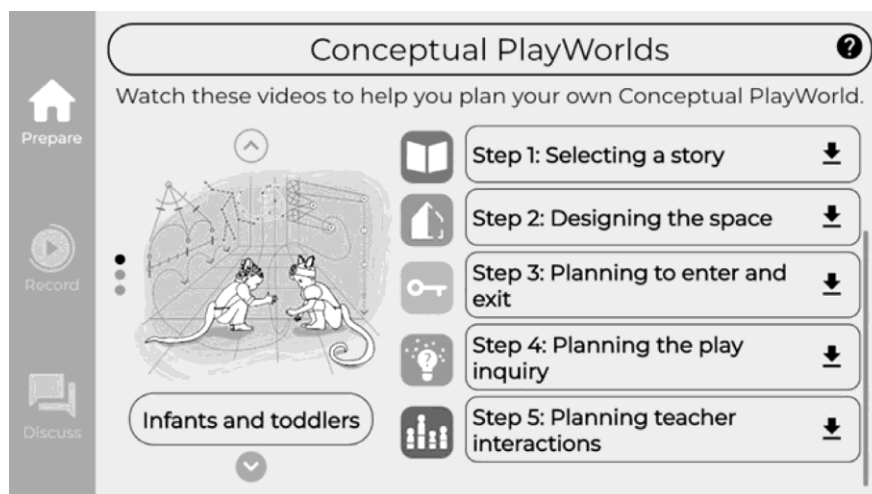 Conceptual PlayWorlds
?
Watch these videos to help you plan your own Conceptual PlayWorld.
Prepare
Record
Discuss
Infants and toddlers
Step 1: Selecting a story
Step 2: Designing the space
Step 3: Planning to enter and
exit
?
Step 4: Planning the play
inquiry
Step 5: Planning teacher
interactions